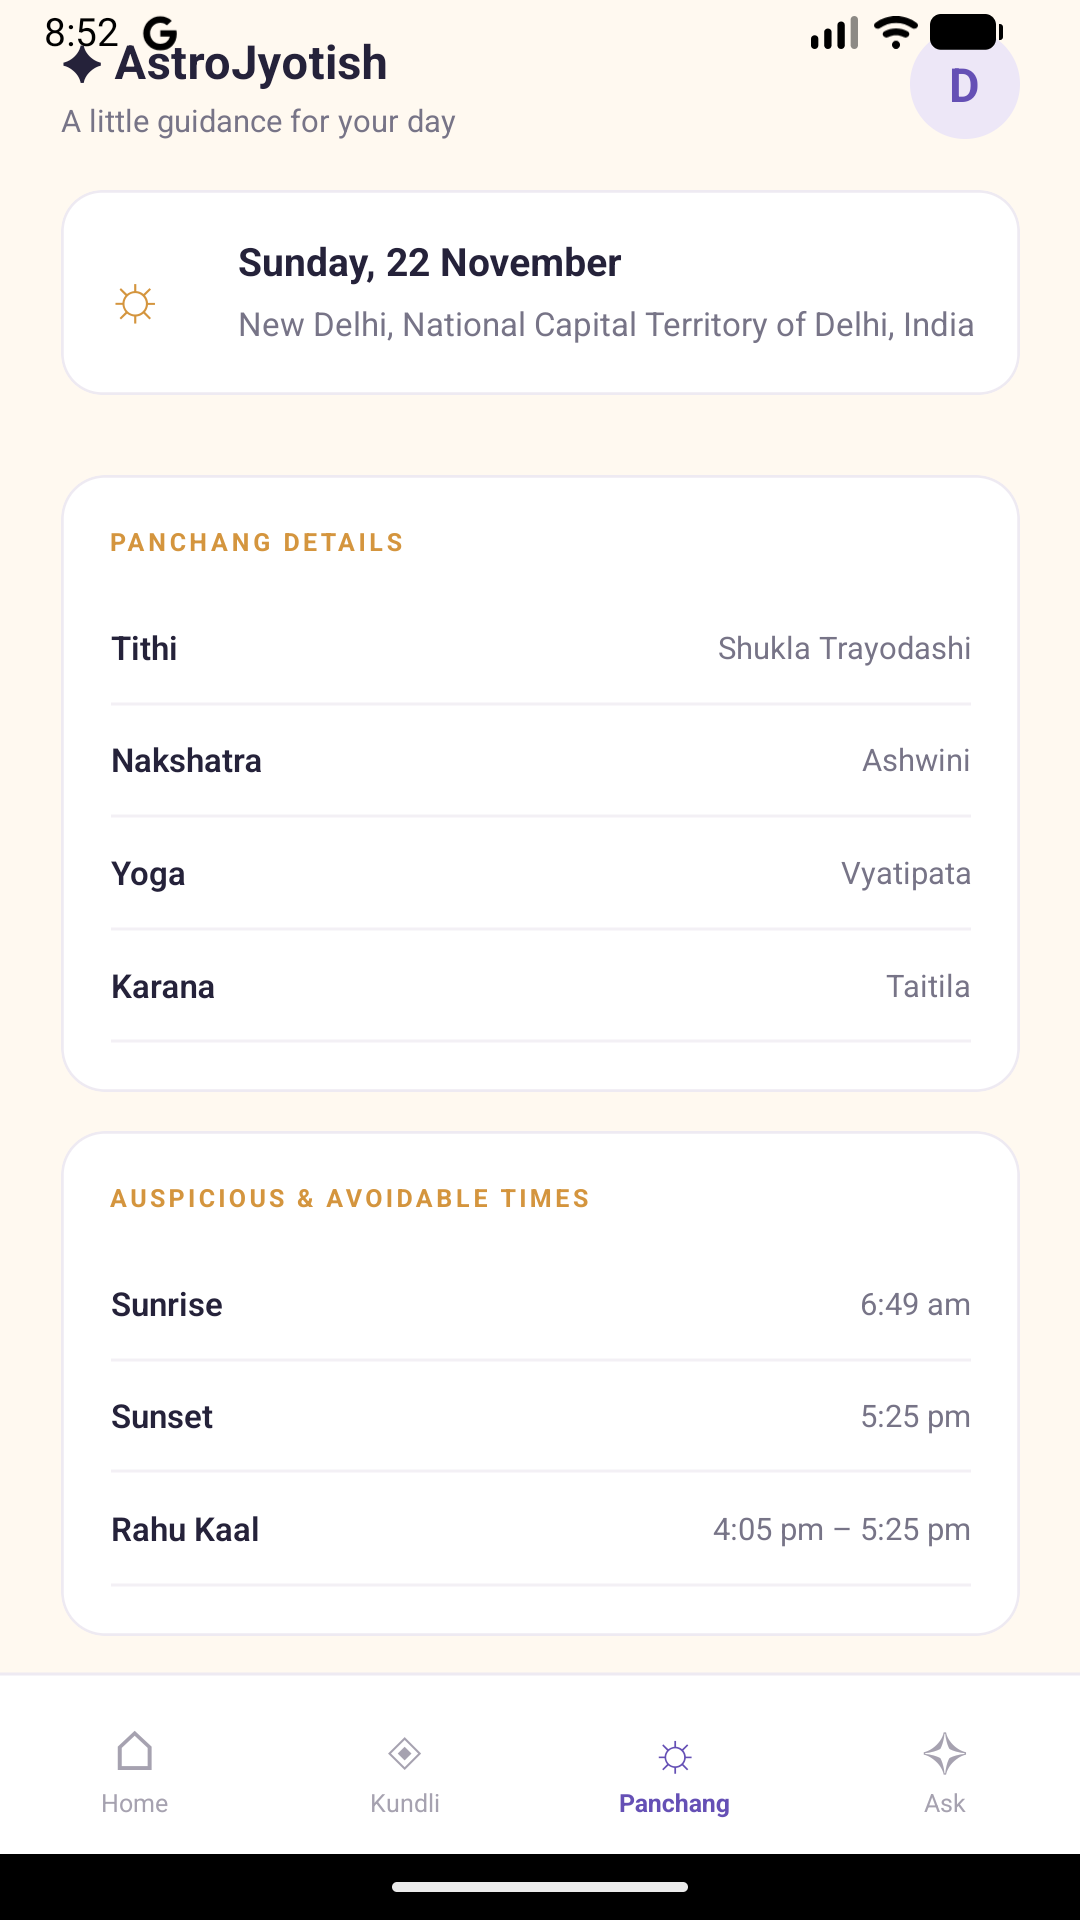 8:52 G
✦ AstroJyotish
D
A little guidance for your day
Sunday, 22 November
New Delhi, National Capital Territory of Delhi, India
PANCHANG DETAILS
Tithi Shukla Trayodashi
Nakshatra Ashwini
Yoga Vyatipata
Karana Taitila
AUSPICIOUS & AVOIDABLE TIMES
Sunrise 6:49 am
Sunset 5:25 pm
Rahu Kaal 4:05 pm – 5:25 pm
Home Kundli Panchang Ask